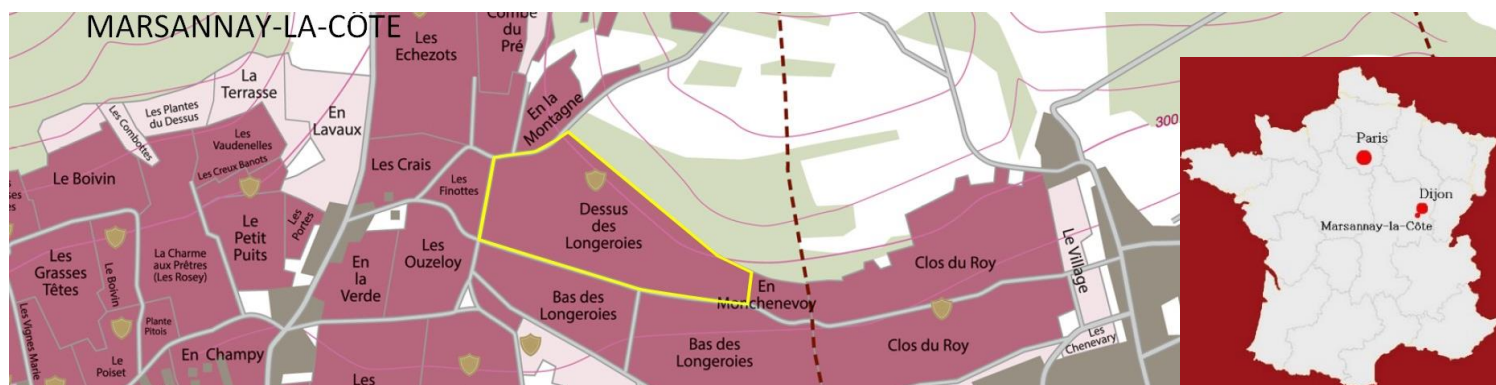 MARSANNAY-LA-CÔTE
Les
Echezots
Combe
du
Pré
La
Terrasse
Les Plantes
du Dessus
Les Combottes
En
Lavaux
Les
Vaudenelles
Les Creux Banots
Le Boivin
En la
Montagne
300
Les Crais
Les
Finottes
Dessus
des
Longeroies
Le
Petit
Puits
Les
Portes
Les
Ouzeloy
Les
Grasses
Têtes
Le Boivin
La Charme
aux Prêtres
(Les Rosey)
En
la
Verde
Clos du Roy
Le Village
En
Monchenevoy
Bas des
Longeroies
Les Vignes Marie
Plante
Pitois
Le
Poiset
En Champy
Les
Bas des
Longeroies
Clos du Roy
Les
Chenevary
Paris
Dijon
Marsannay-la-Côte